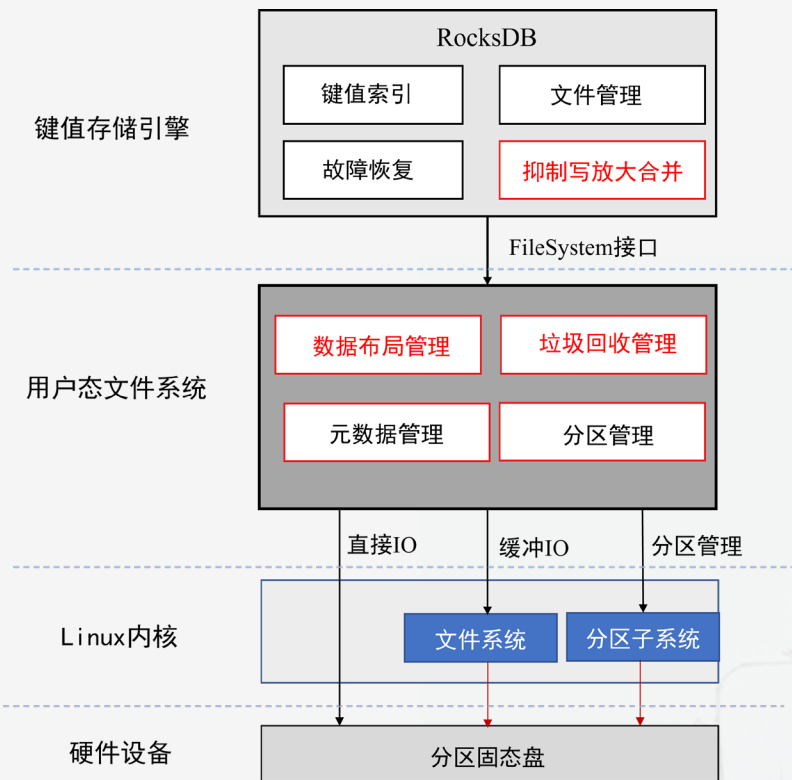 RocksDB
键值索引
文件管理
键值存储引擎
故障恢复
抑制写放大合并
FileSystem接口
数据布局管理
垃圾回收管理
用户态文件系统
元数据管理
分区管理
直接IO
缓冲IO
分区管理
Linux内核
文件系统
分区子系统
硬件设备
分区固态盘